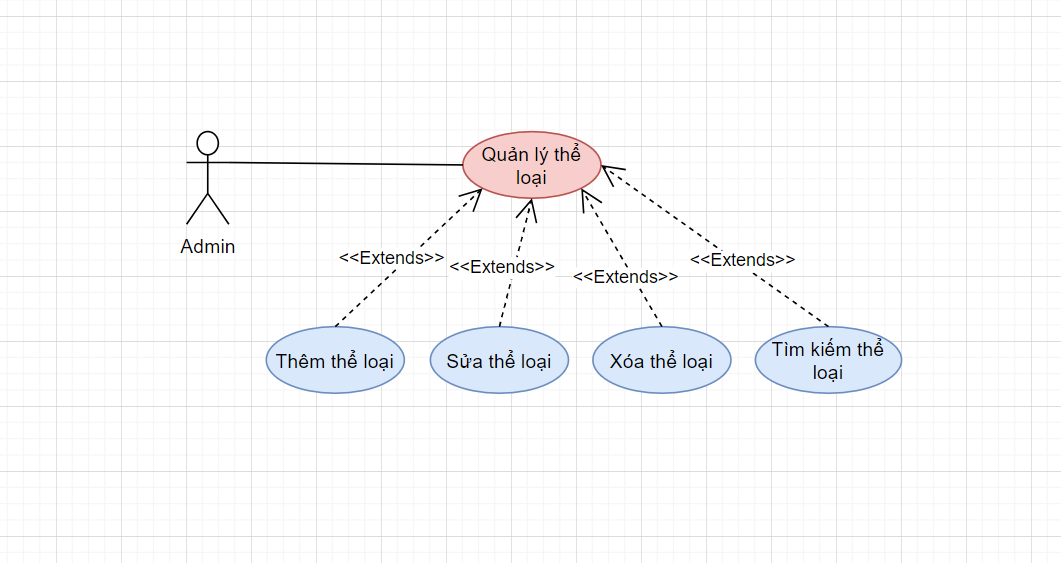 Quản lý thể
loại
Admin
<<Extends>>
<<Extends>>
<<Extends>>
<<Extends>>
Thêm thể loại
Sửa thể loại
Xóa thể loại
Tìm kiếm thể
loại